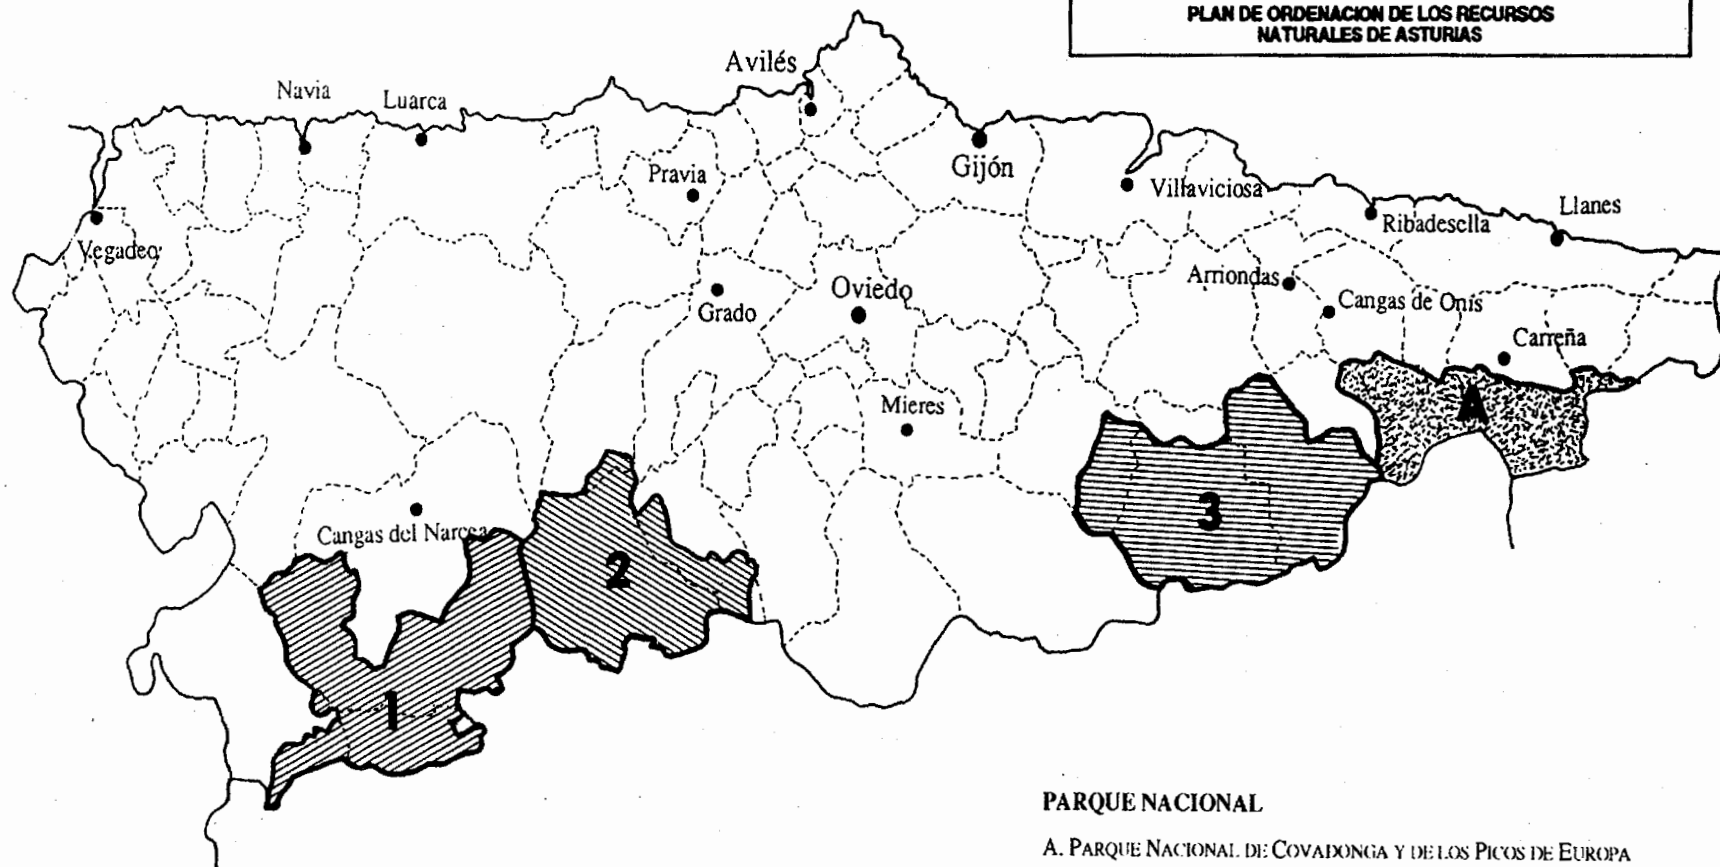 PLAN DE ORDENACION DE LOS RECURSOS
NATURALES DE ASTURIAS
Avilés
Navia
Luarca
Gijón
Pravia
Villaviciosa
Llanes
Ribadesella
Vegadeo
Arriondas
Oviedo
Cangas de Onís
Grado
Carreña
A
Mieres
3
Cangas del Narcea
2
1
PARQUE NACIONAL
A. PARQUE NACIONAL DE COVADONGA Y DE LOS PICOS DE EUROPA